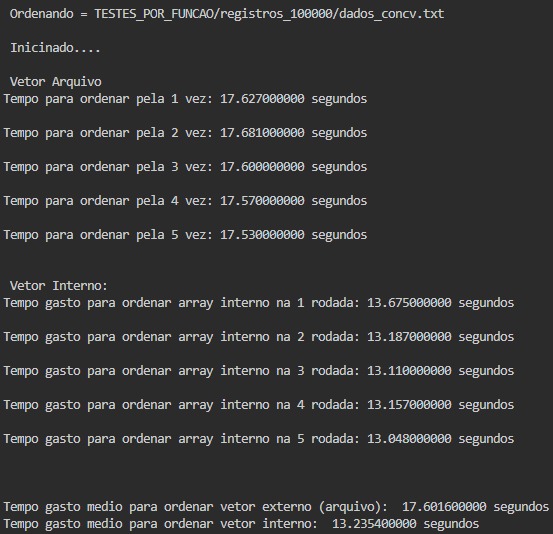 Ordenando = TESTES_POR_FUNCAO/registros_100000/dados_concv.txt
Inicinado....
Vetor Arquivo
Tempo para ordenar pela 1 vez: 17.627000000 segundos
Tempo para ordenar pela 2 vez: 17.681000000 segundos
Tempo para ordenar pela 3 vez: 17.600000000 segundos
Tempo para ordenar pela 4 vez: 17.570000000 segundos
Tempo para ordenar pela 5 vez: 17.530000000 segundos
Vetor Interno:
Tempo gasto para ordenar array interno na 1 rodada: 13.675000000 segundos
Tempo gasto para ordenar array interno na 2 rodada: 13.187000000 segundos
Tempo gasto para ordenar array interno na 3 rodada: 13.110000000 segundos
Tempo gasto para ordenar array interno na 4 rodada: 13.157000000 segundos
Tempo gasto para ordenar array interno na 5 rodada: 13.048000000 segundos
Tempo gasto medio para ordenar vetor externo (arquivo):  17.601600000 segundos
Tempo gasto medio para ordenar vetor interno:  13.235400000 segundos